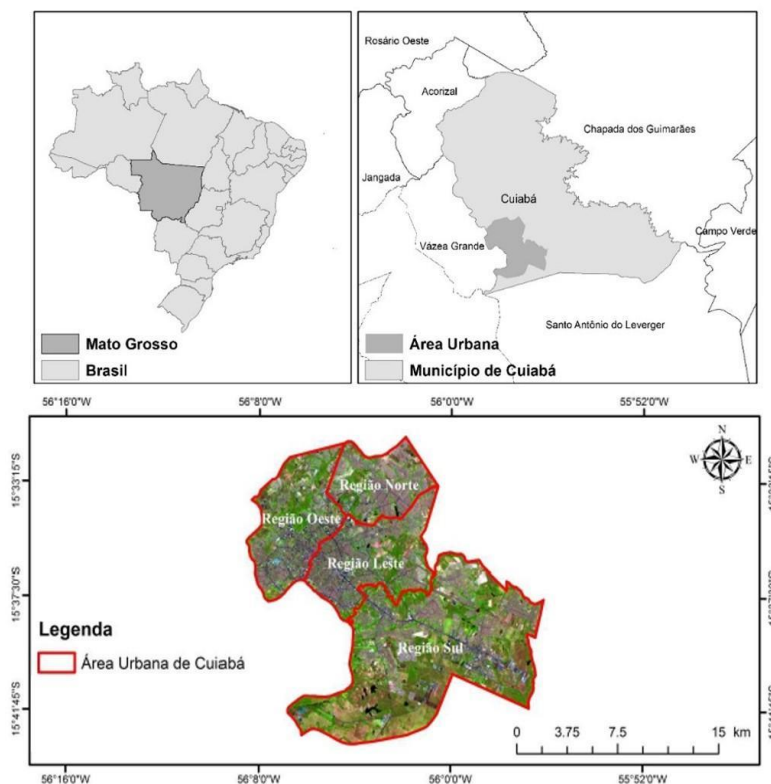 Rosário Oeste
Acorizal
Chapada dos Guimarães
Jangada
Cuiabá
Campo Verde
Vázea Grande
Santo Antônio do Leverger
Mato Grosso
Brasil
Área Urbana
Município de Cuiabá
56°16'0"W
56°8'0"W
56°0'0"W
55°52'0"W
N
W
E
S
15°33'15"S
Região Norte
Região Oeste
Região Leste
15°37'30"S
Legenda
Área Urbana de Cuiabá
Região Sul
15°41'45"S
0 3.75 7.5 15 km
56°16'0"W
56°8'0"W
56°0'0"W
55°52'0"W